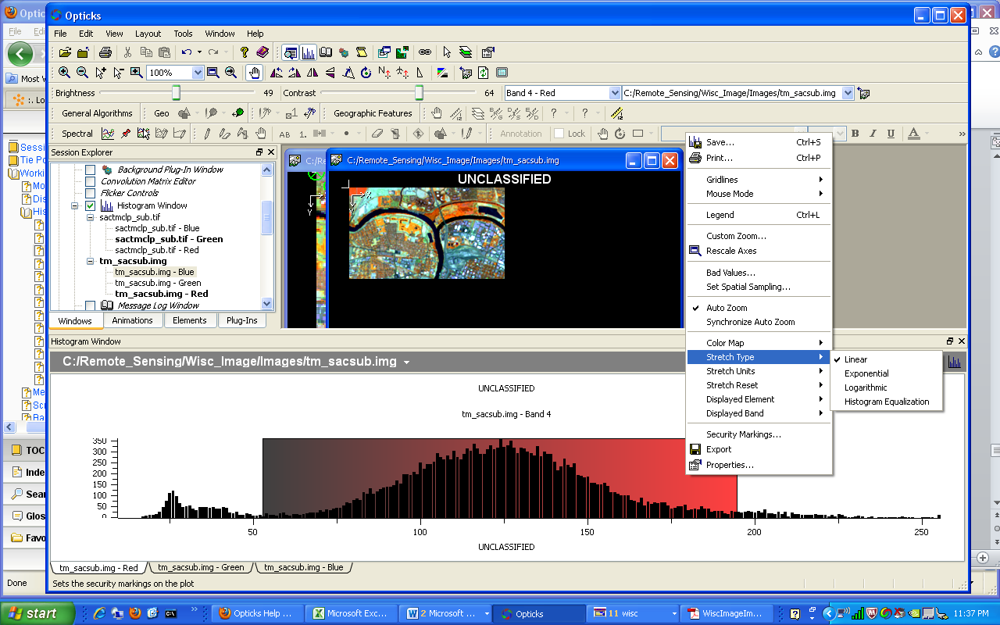 Optic
Opticks
File
Edi
File Edit View Layout Tools Window Help
100%
Most W
Brightness 49 Contrast 64 Band 4 - Red C:/Remote_Sensing/Wisc_Image/Images/tm_sacsub.img
:. Lo
General Algorithms Geo Geographic Features
Spectral AB 1. Annotation Lock B I U A
Session Explorer
Background Plug-In Window
Convolution Matrix Editor
Flicker Controls
Histogram Window
sactmclp_sub.tif
sactmclp_sub.tif - Blue
sactmclp_sub.tif - Green
sactmclp_sub.tif - Red
tm_sacsub.img
tm_sacsub.img - Blue
tm_sacsub.img - Green
tm_sacsub.img - Red
Message Log Window
Windows Animations Elements Plug-Ins
Sessi
Tie Po
Worki
Mo
Dis
His
Me
Scr
Ba
C:/Re
C:/Remote_Sensing/Wisc_Image/Images/tm_sacsub.img
UNCLASSIFIED
Y
Save... Ctrl+S
Print... Ctrl+P
Gridlines
Mouse Mode
Legend Ctrl+L
Custom Zoom...
Rescale Axes
Bad Values...
Set Spatial Sampling...
Auto Zoom
Synchronize Auto Zoom
Color Map
Stretch Type
Stretch Units
Stretch Reset
Displayed Element
Displayed Band
Security Markings...
Export
Properties...
Linear
Exponential
Logarithmic
Histogram Equalization
Histogram Window
C:/Remote_Sensing/Wisc_Image/Images/tm_sacsub.img
UNCLASSIFIED
tm_sacsub.img - Band 4
350
300
250
200
150
100
50
0
50 100 150 200 250
UNCLASSIFIED
tm_sacsub.img - Red tm_sacsub.img - Green tm_sacsub.img - Blue
TOC
Inde
Sear
Glos
Favo
Done
Sets the security markings on the plot
start Opticks Help ... Microsoft Exc... 2 Microsoft ... Opticks 11 wisc WiscImageIm... 11:37 PM